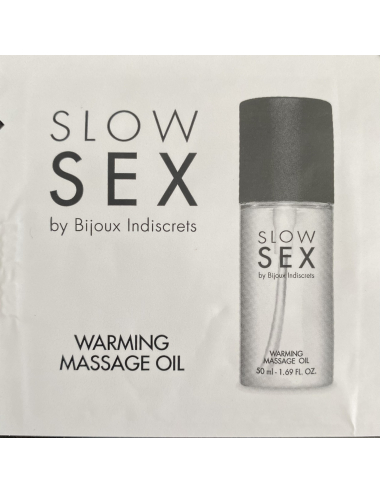 SLOW
SEX
by Bijoux Indiscrets
WARMING
MASSAGE OIL
SLOW
SEX
by Bijoux Indiscrets
WARMING
MASSAGE OIL
50 ml - 1.69 FL. OZ.